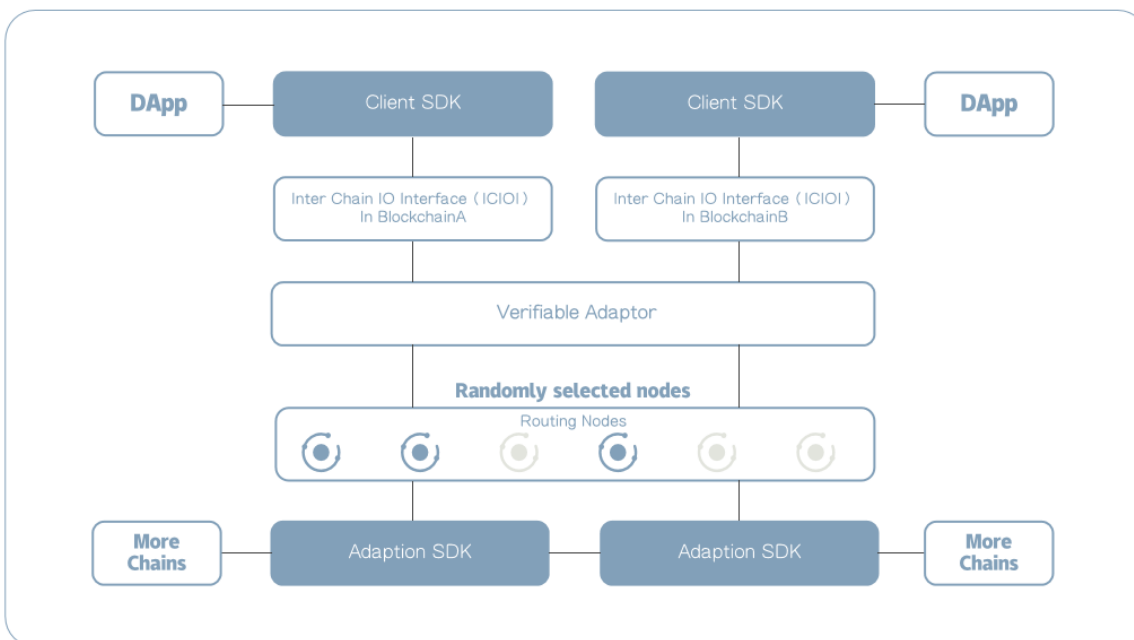 DApp
Client SDK
Client SDK
DApp
Inter Chain IO Interface (ICIOI)
In BlockchainA
Inter Chain IO Interface (ICIOI)
In BlockchainB
Verifiable Adaptor
Randomly selected nodes
Routing Nodes
More
Chains
Adaption SDK
Adaption SDK
More
Chains